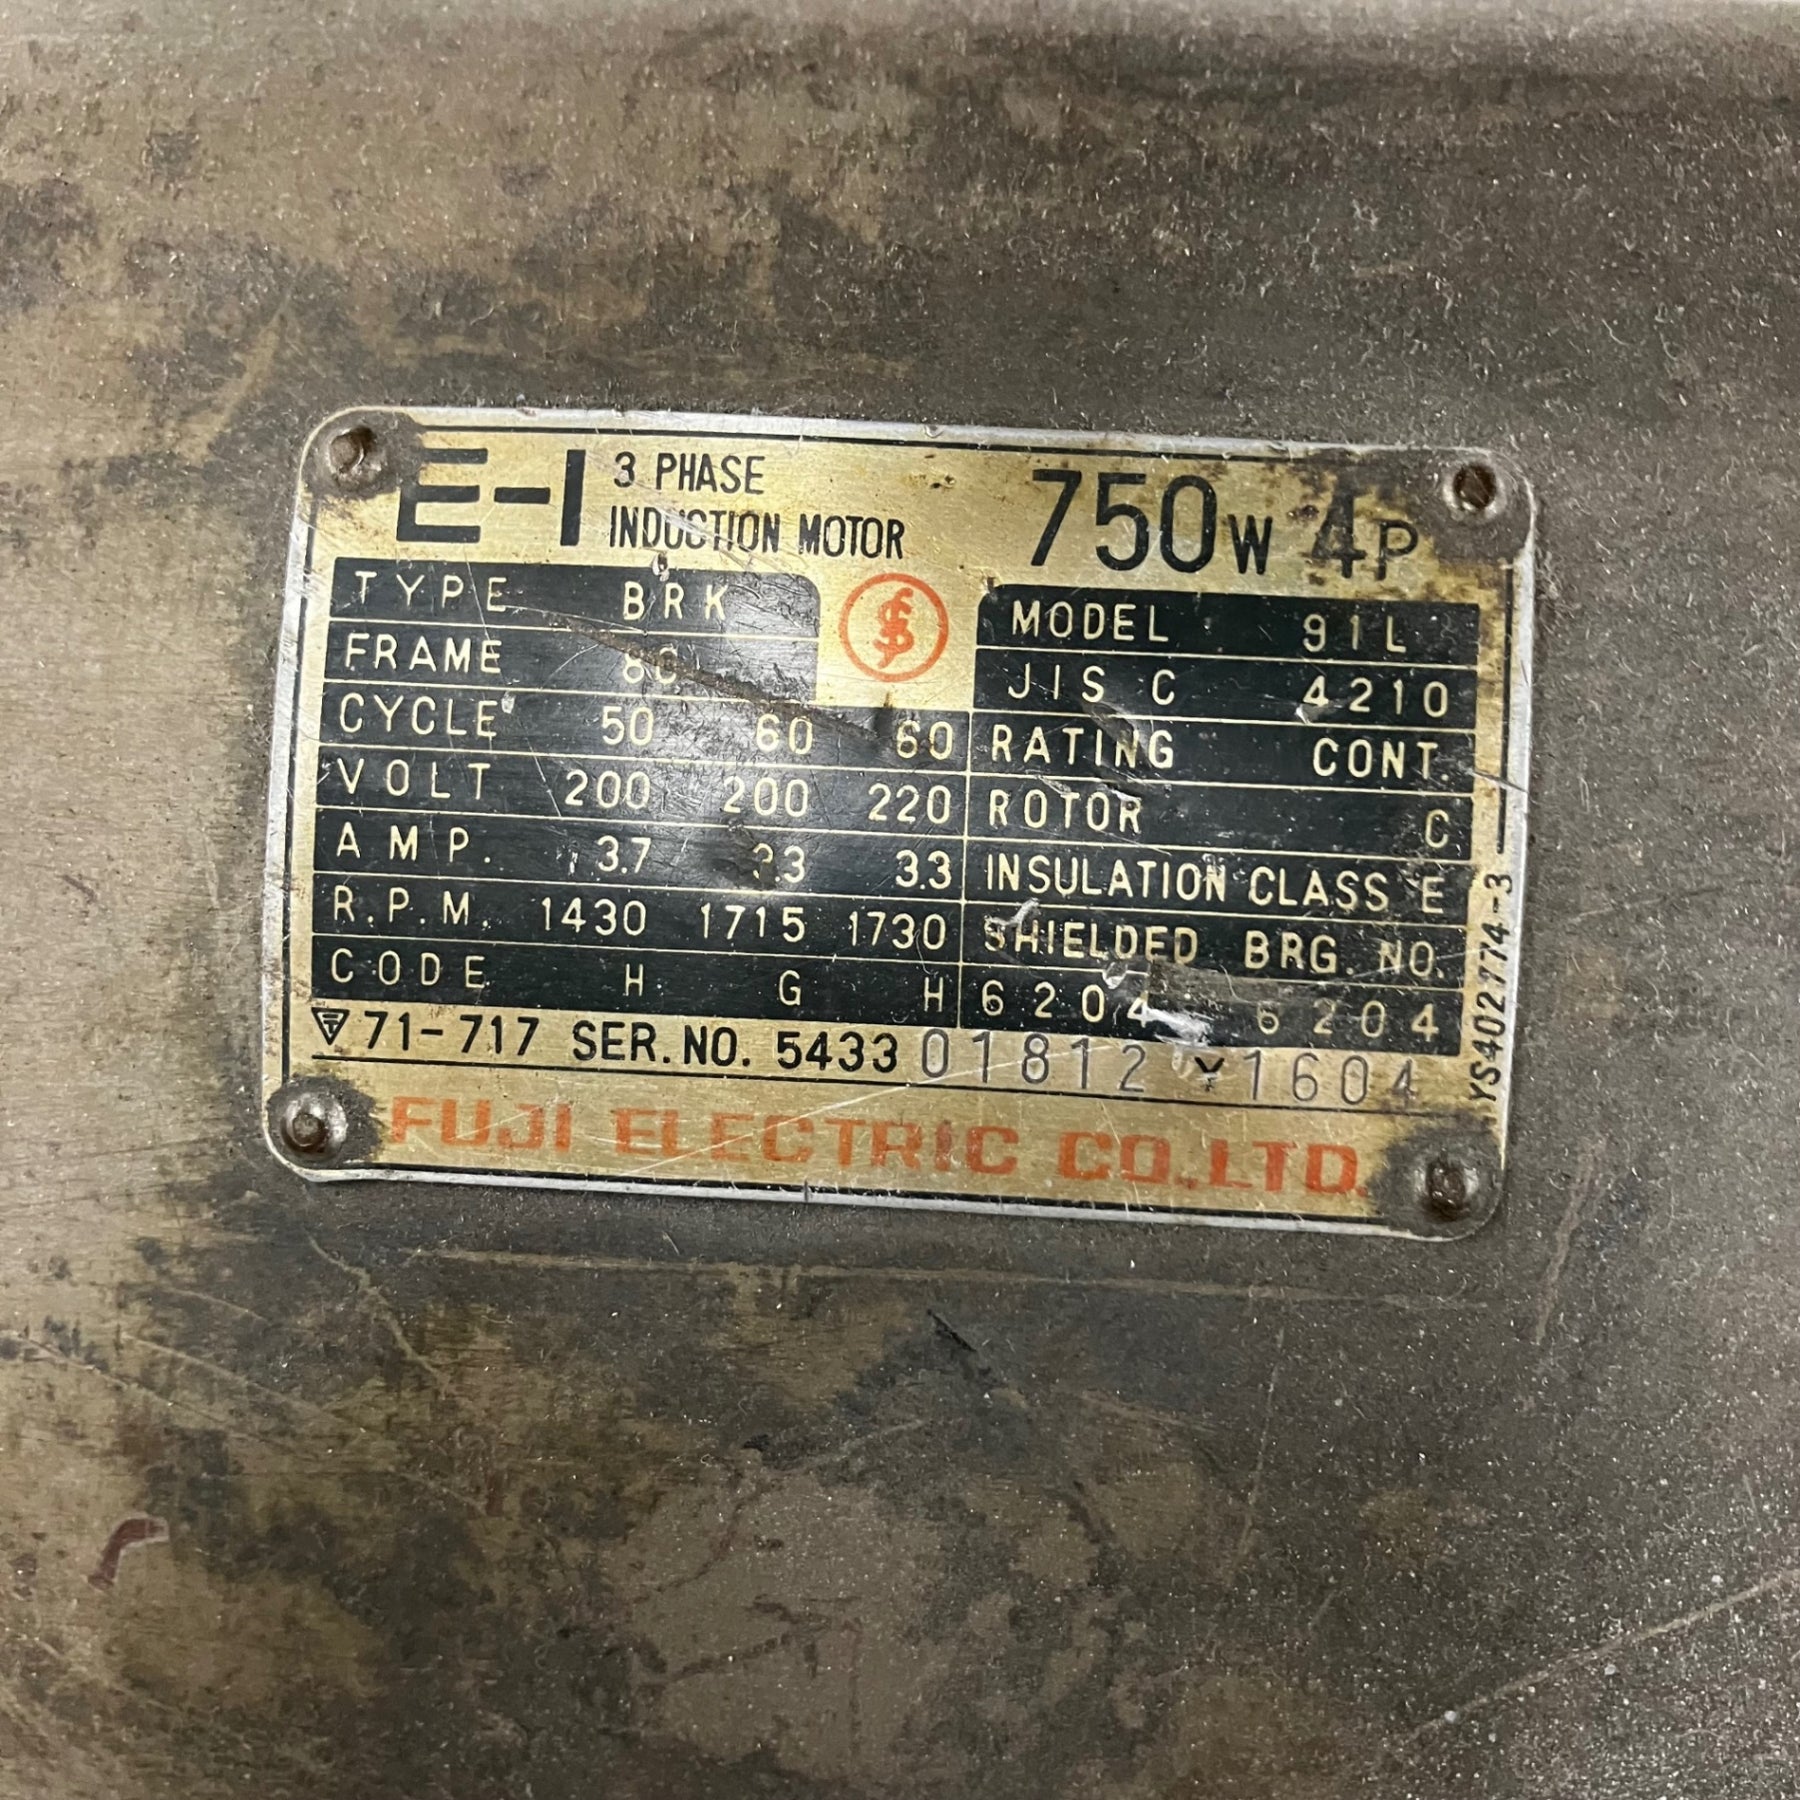 E-I 3 PHASE INDUCTION MOTOR 750W 4P
TYPE BRK
FRAME
CYCLE 50 60 60
VOLT 200 200 220
AMP. 3.7 3.3 3.3
R.P.M. 1430 1715 1730
CODE H G H
MODEL 91L
JIS C 4210
RATING CONT.
ROTOR C
INSULATION CLASS E
SHIELDED BRG. NO.
6204 6204
71-717 SER. NO. 5433 01812 Y 1604
FUJI ELECTRIC CO., LTD.
YS402774-3